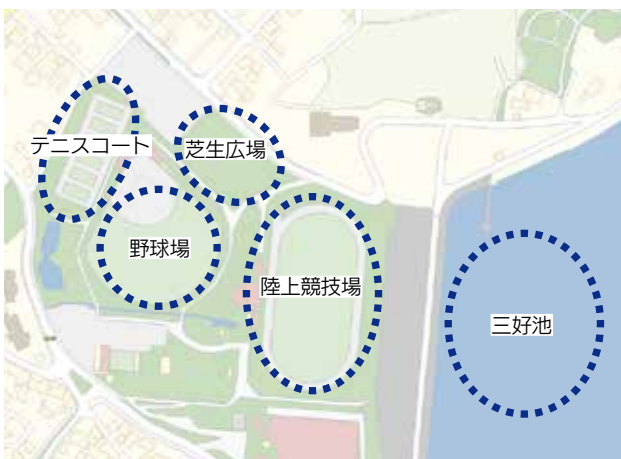 テニスコート
芝生広場
野球場
陸上競技場
三好池